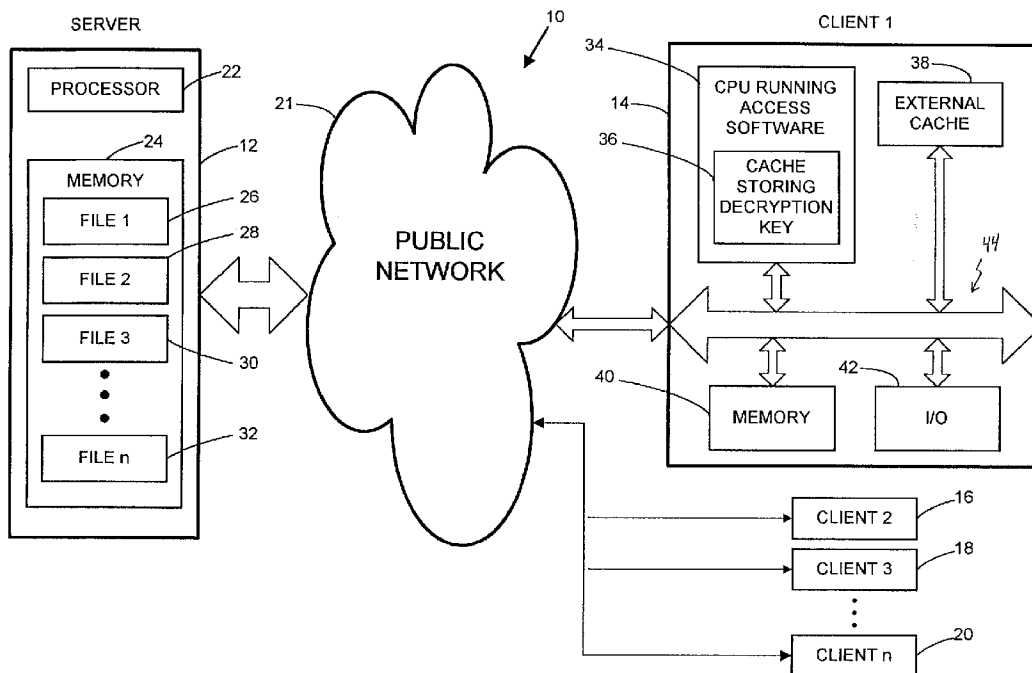 SERVER
10
CLIENT 1
PROCESSOR
22
21
34
38
14
CPU RUNNING
ACCESS
SOFTWARE
EXTERNAL
CACHE
24
12
36
MEMORY
CACHE
STORING
DECRYPTION
KEY
FILE 1
26
28
FILE 2
PUBLIC
NETWORK
44
FILE 3
30
40
42
MEMORY
I/O
FILE n
32
CLIENT 2
16
CLIENT 3
18
CLIENT n
20